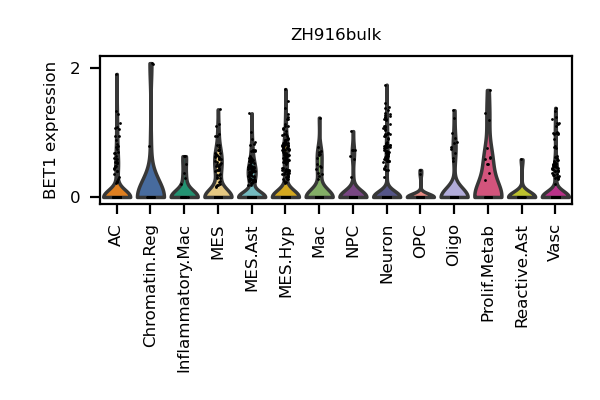 ZH916bulk
BET1 expression
2
0
AC
Chromatin.Reg
Inflammatory.Mac
MES
MES.Ast
MES.Hyp
Mac
NPC
Neuron
OPC
Oligo
Prolif.Metab
Reactive.Ast
Vasc